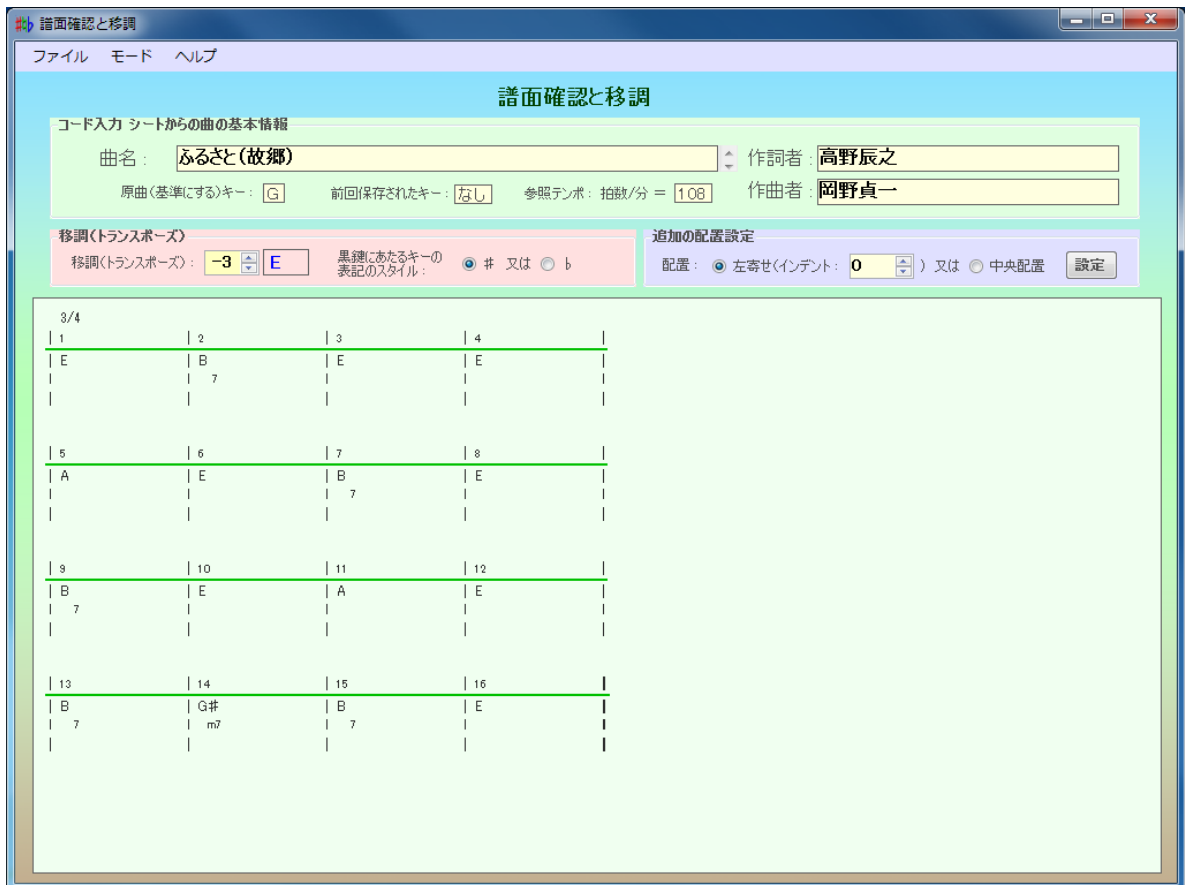 譜面確認と移調
ファイル モード ヘルプ
譜面確認と移調
コード入力 シートからの曲の基本情報
曲名: ふるさと(故郷) 作詞者: 高野辰之
原曲(基準にする)キー: G 前回保存されたキー: なし 参照テンポ: 拍数/分 = 108 作曲者: 岡野貞一
移調(トランスポーズ) 追加の配置設定
移調(トランスポーズ): -3 E 黒鍵にあたるキーの表記のスタイル: # 又は ♭ 配置: 左寄せ(インデント: 0 ) 又は 中央配置 設定
3/4
| 1 | 2 | 3 | 4 |
| E | B | E | E |
| | 7 | | |
| | | | |
| 5 | 6 | 7 | 8 |
| A | E | B | E |
| | | 7 | |
| | | | |
| 9 | 10 | 11 | 12 |
| B | E | A | E |
| 7 | | | |
| | | | |
| 13 | 14 | 15 | 16 |
| B | G# | B | E |
| 7 | m7 | 7 | |
| | | | |